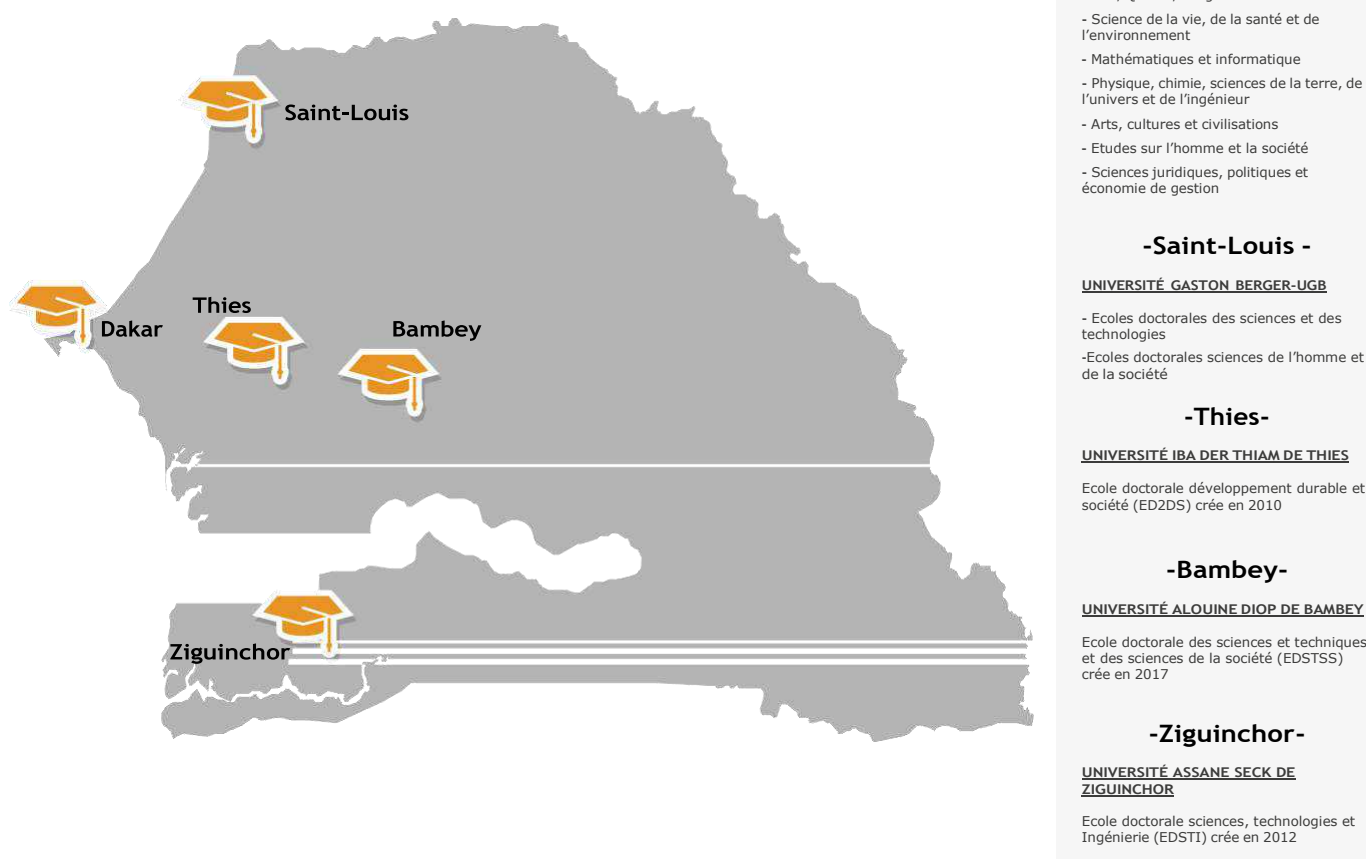 Saint-Louis
Thies
Dakar
Bambey
Ziguinchor
- Science de la vie, de la santé et de
l'environnement
- Mathématiques et informatique
- Physique, chimie, sciences de la terre, de
l'univers et de l'ingénieur
- Arts, cultures et civilisations
- Etudes sur l'homme et la société
- Sciences juridiques, politiques et
économie de gestion
-Saint-Louis -
UNIVERSITÉ GASTON BERGER-UGB
- Ecoles doctorales des sciences et des
technologies
-Ecoles doctorales sciences de l'homme et
de la société
-Thies-
UNIVERSITÉ IBA DER THIAM DE THIES
Ecole doctorale développement durable et
société (ED2DS) crée en 2010
-Bambey-
UNIVERSITÉ ALOUINE DIOP DE BAMBEY
Ecole doctorale des sciences et techniques
et des sciences de la société (EDSTSS)
crée en 2017
-Ziguinchor-
UNIVERSITÉ ASSANE SECK DE
ZIGUINCHOR
Ecole doctorale sciences, technologies et
Ingénierie (EDSTI) crée en 2012